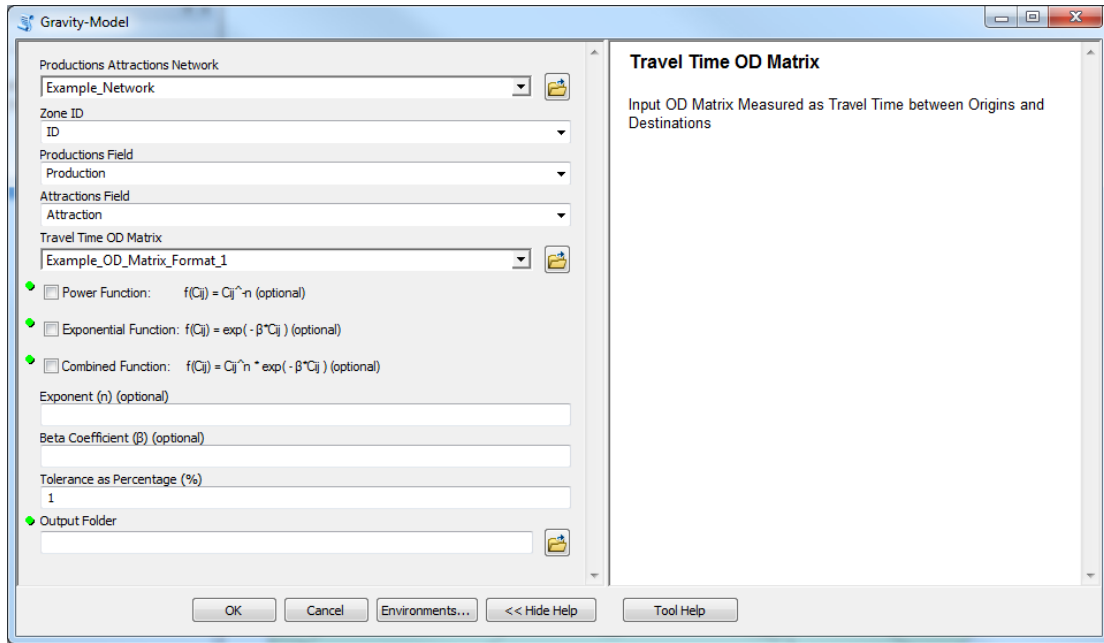 Gravity-Model
Productions Attractions Network
Example_Network
Zone ID
ID
Productions Field
Production
Attractions Field
Attraction
Travel Time OD Matrix
Example_OD_Matrix_Format_1
Power Function: f(Cij) = Cij^-n (optional)
Exponential Function: f(Cij) = exp( - β*Cij ) (optional)
Combined Function: f(Cij) = Cij^n * exp( - β*Cij ) (optional)
Exponent (n) (optional)
Beta Coefficient (β) (optional)
Tolerance as Percentage (%)
1
Output Folder
OK Cancel Environments... << Hide Help Tool Help
Travel Time OD Matrix
Input OD Matrix Measured as Travel Time between Origins and
Destinations